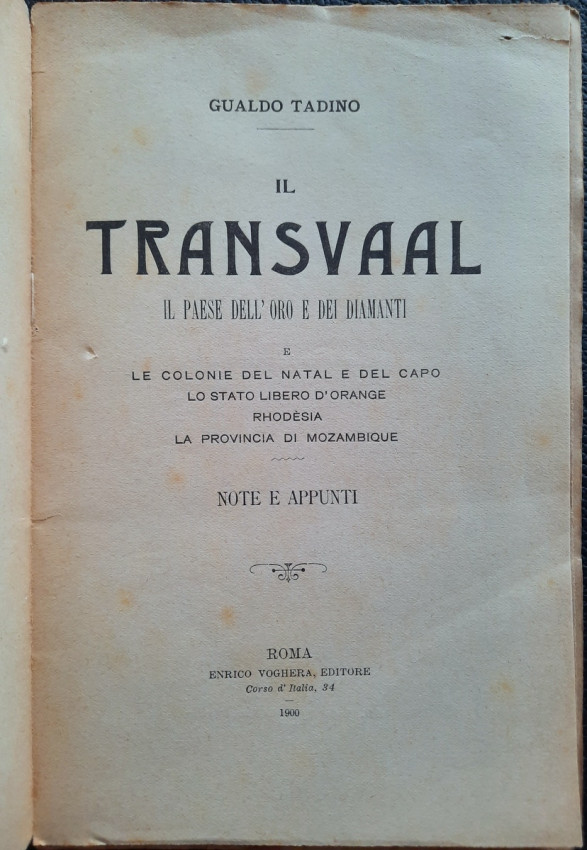 GUALDO TADINO
IL
TRANSVAAL
IL PAESE DELL' ORO E DEI DIAMANTI
E
LE COLONIE DEL NATAL E DEL CAPO
LO STATO LIBERO D'ORANGE
RHODÈSIA
LA PROVINCIA DI MOZAMBIQUE
NOTE E APPUNTI
ROMA
ENRICO VOGHERA, EDITORE
Corso d' Italia, 34
1900